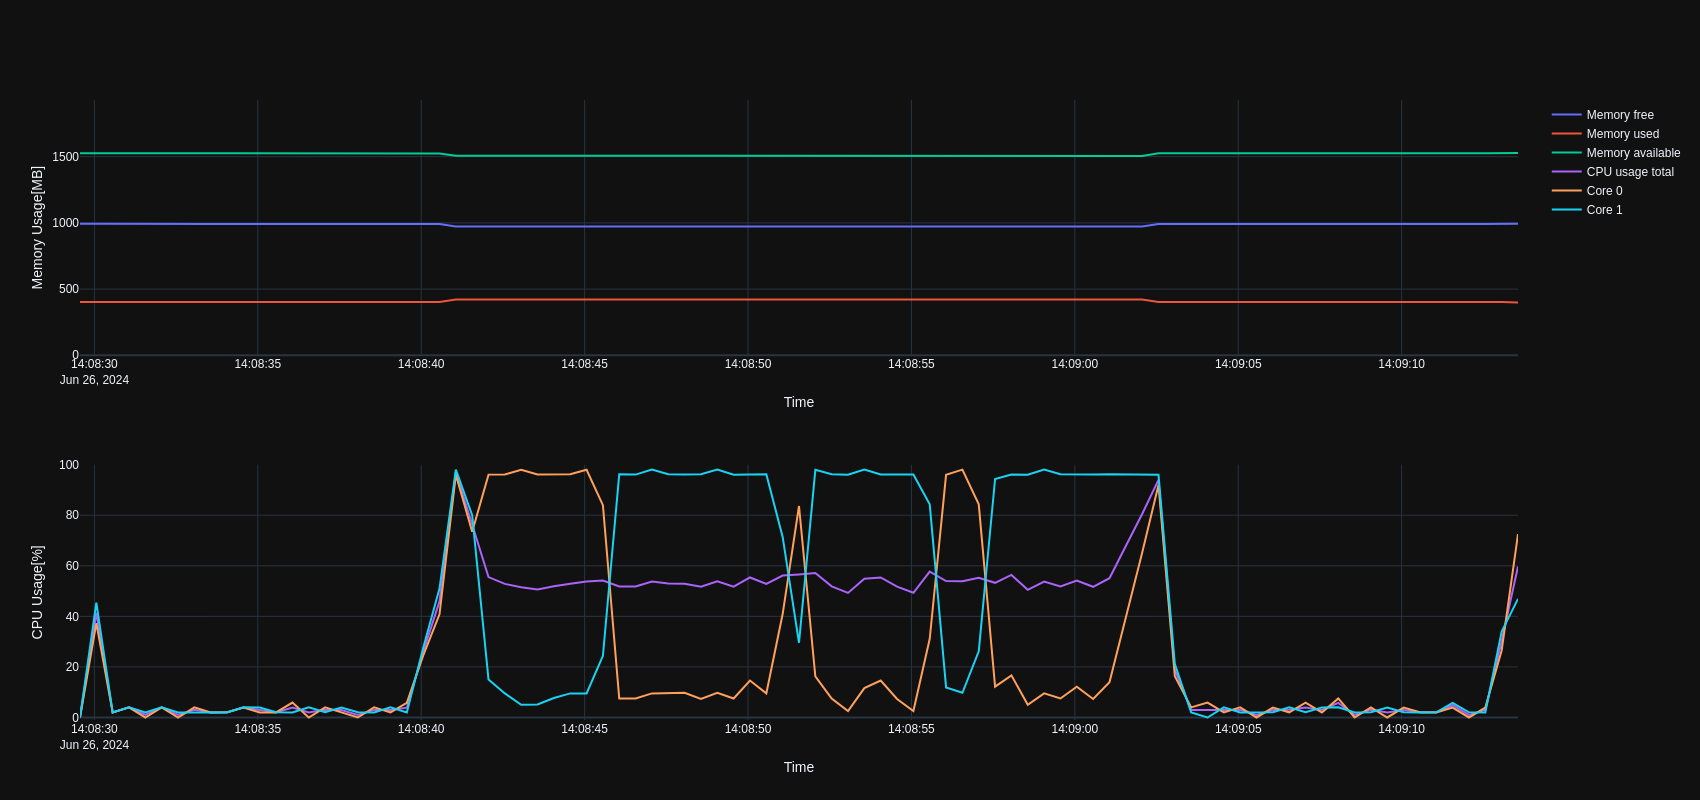 Memory Usage[MB]
1500
1000
500
0
14:08:30 14:08:35 14:08:40 14:08:45 14:08:50 14:08:55 14:09:00 14:09:05 14:09:10
Jun 26, 2024
Time
Memory free
Memory used
Memory available
CPU usage total
Core 0
Core 1
CPU Usage[%]
100
80
60
40
20
0
14:08:30 14:08:35 14:08:40 14:08:45 14:08:50 14:08:55 14:09:00 14:09:05 14:09:10
Jun 26, 2024
Time